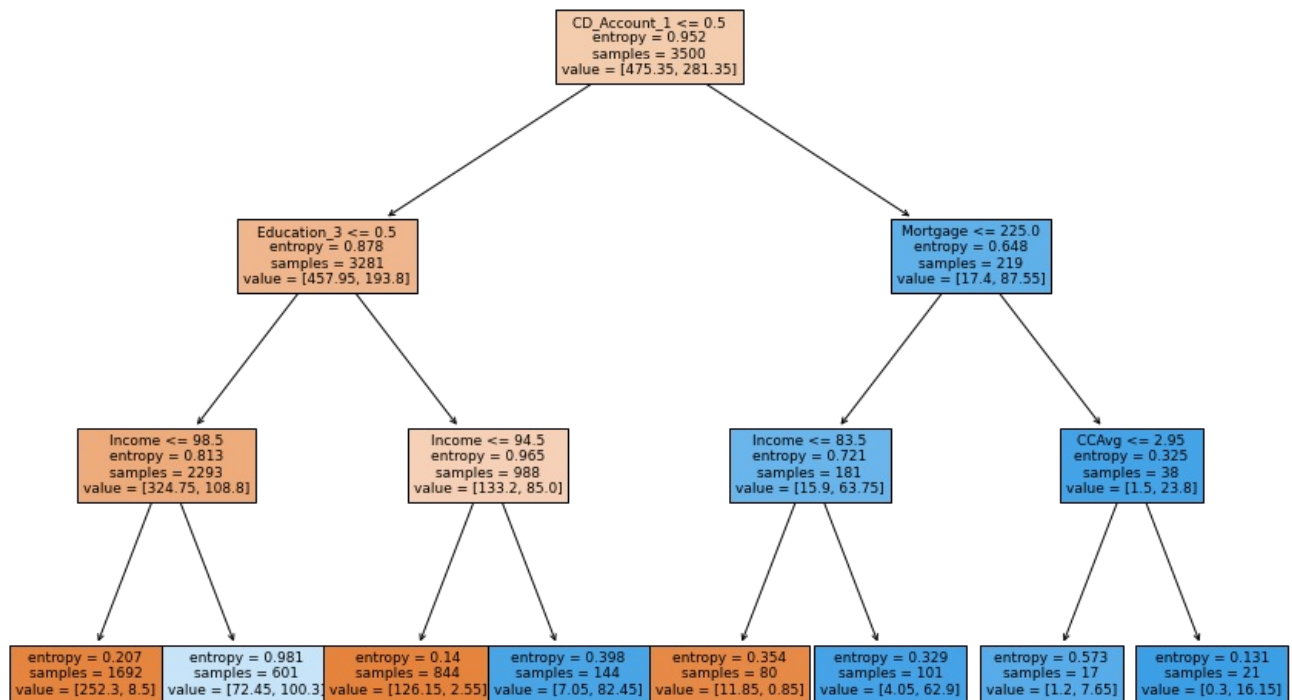 CD_Account_1 <= 0.5
entropy = 0.952
samples = 3500
value = [475.35, 281.35]
Education_3 <= 0.5
entropy = 0.878
samples = 3281
value = [457.95, 193.8]
Mortgage <= 225.0
entropy = 0.648
samples = 219
value = [17.4, 87.55]
Income <= 98.5
entropy = 0.813
samples = 2293
value = [324.75, 108.8]
Income <= 94.5
entropy = 0.965
samples = 988
value = [133.2, 85.0]
Income <= 83.5
entropy = 0.721
samples = 181
value = [15.9, 63.75]
CCAvg <= 2.95
entropy = 0.325
samples = 38
value = [1.5, 23.8]
entropy = 0.207
samples = 1692
value = [252.3, 8.5]
entropy = 0.981
samples = 601
value = [72.45, 100.3]
entropy = 0.14
samples = 844
value = [126.15, 2.55]
entropy = 0.398
samples = 144
value = [7.05, 82.45]
entropy = 0.354
samples = 80
value = [11.85, 0.85]
entropy = 0.329
samples = 101
value = [4.05, 62.9]
entropy = 0.573
samples = 17
value = [1.2, 7.65]
entropy = 0.131
samples = 21
value = [0.3, 16.15]